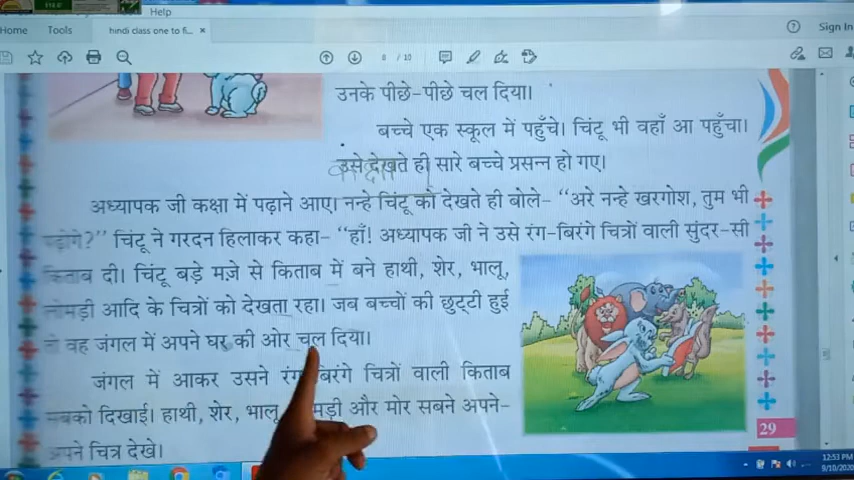 Help
Home Tools hindi class one to fi... × Sign In
8 / 10
उनके पीछे-पीछे चल दिया।
बच्चे एक स्कूल में पहुँचे। चिंटू भी वहाँ आ पहुँचा।
उसे देखते ही सारे बच्चे प्रसन्न हो गए।
अध्यापक जी कक्षा में पढ़ाने आए। नन्हे चिंटू को देखते ही बोले- “अरे नन्हे खरगोश, तुम भी
पढ़ोगे?” चिंटू ने गरदन हिलाकर कहा- “हाँ! अध्यापक जी ने उसे रंग-बिरंगे चित्रों वाली सुंदर-सी
किताब दी। चिंटू बड़े मज़े से किताब में बने हाथी, शेर, भालू,
लोमड़ी आदि के चित्रों को देखता रहा। जब बच्चों की छुट्टी हुई
तो वह जंगल में अपने घर की ओर चल दिया।
जंगल में आकर उसने रंग बिरंगे चित्रों वाली किताब
सबको दिखाई। हाथी, शेर, भालू, मड़ी और मोर सबने अपने-
अपने चित्र देखे।
29
12:53 PM
8/10/2020